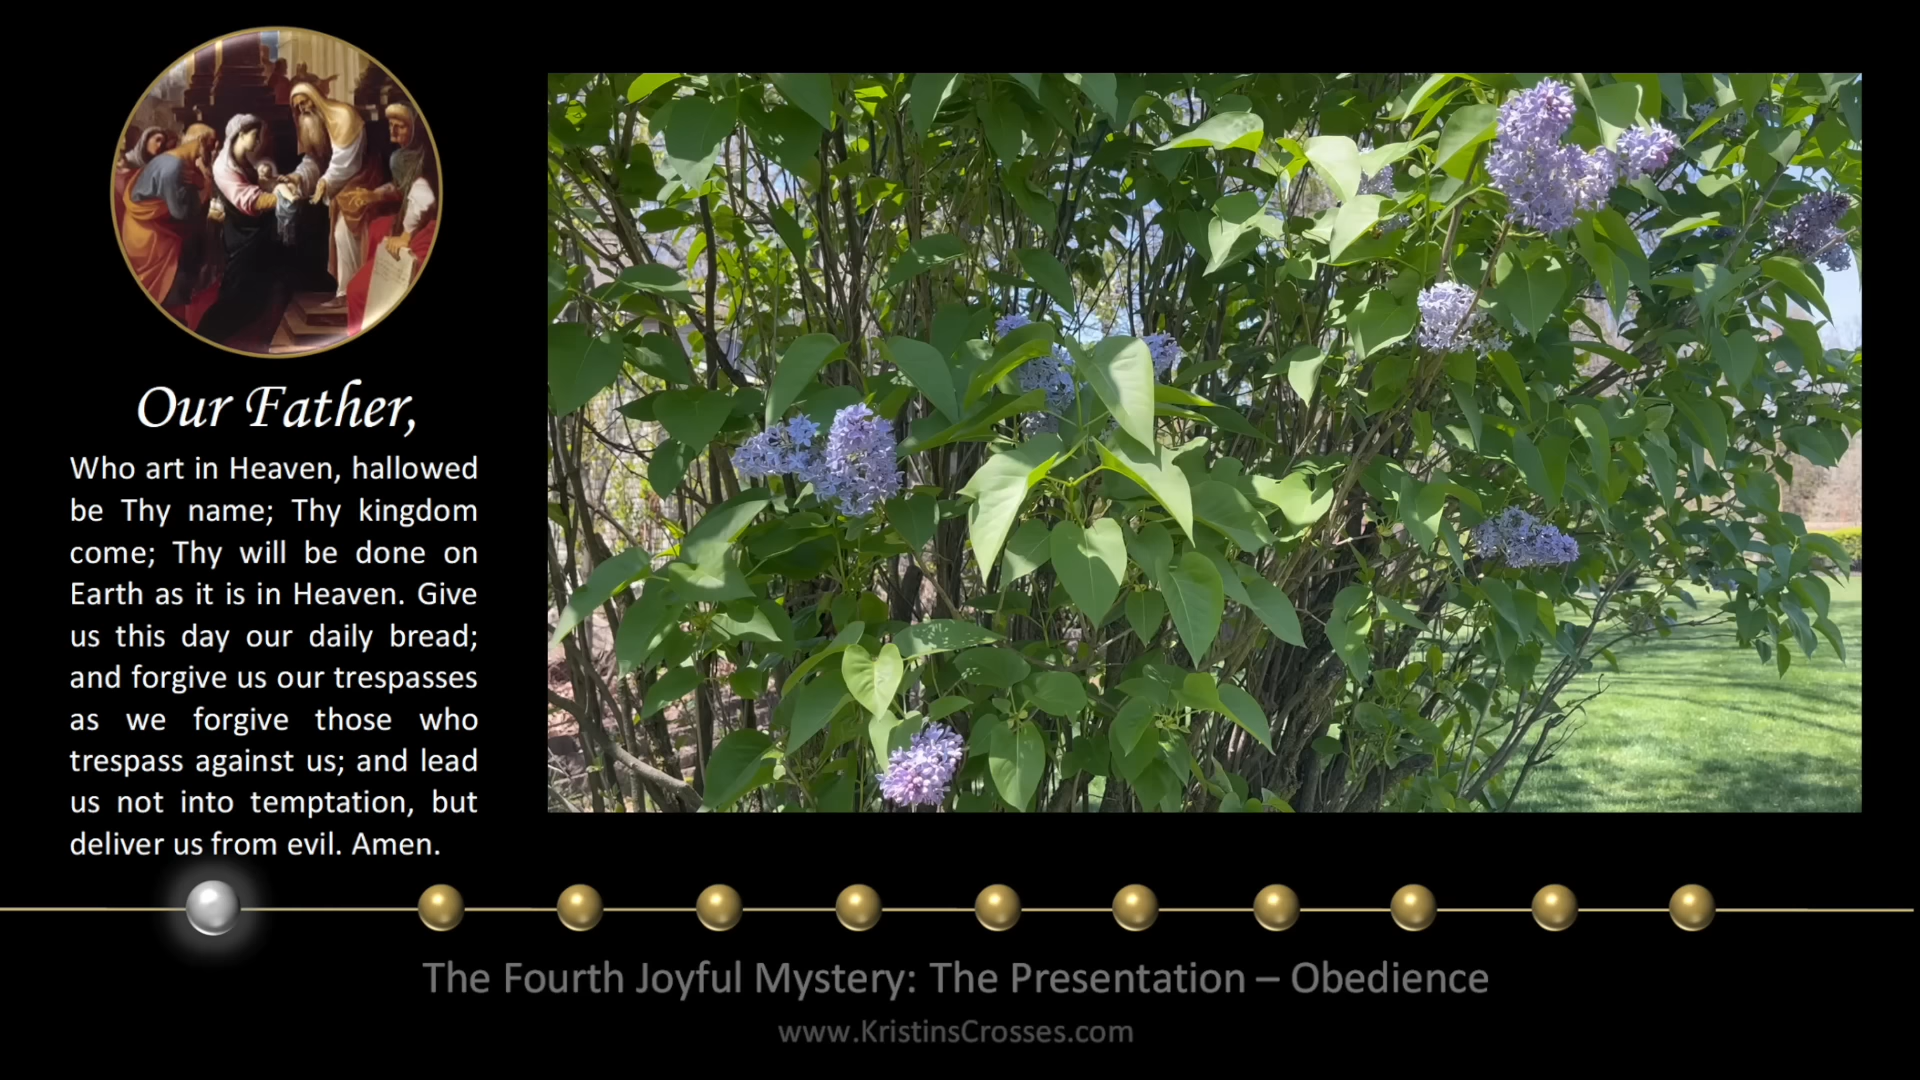 Our Father,
Who art in Heaven, hallowed
be Thy name; Thy kingdom
come; Thy will be done on
Earth as it is in Heaven. Give
us this day our daily bread;
and forgive us our trespasses
as we forgive those who
trespass against us; and lead
us not into temptation, but
deliver us from evil. Amen.
The Fourth Joyful Mystery: The Presentation – Obedience
www.KristinsCrosses.com